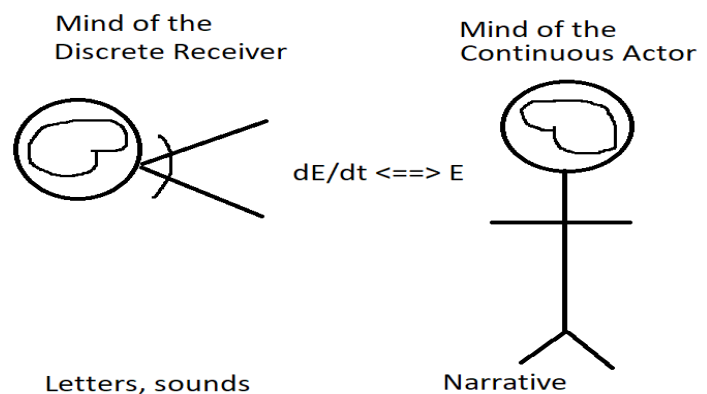 Mind of the
Discrete Receiver
Mind of the
Continuous Actor
dE/dt <==> E
Letters, sounds
Narrative